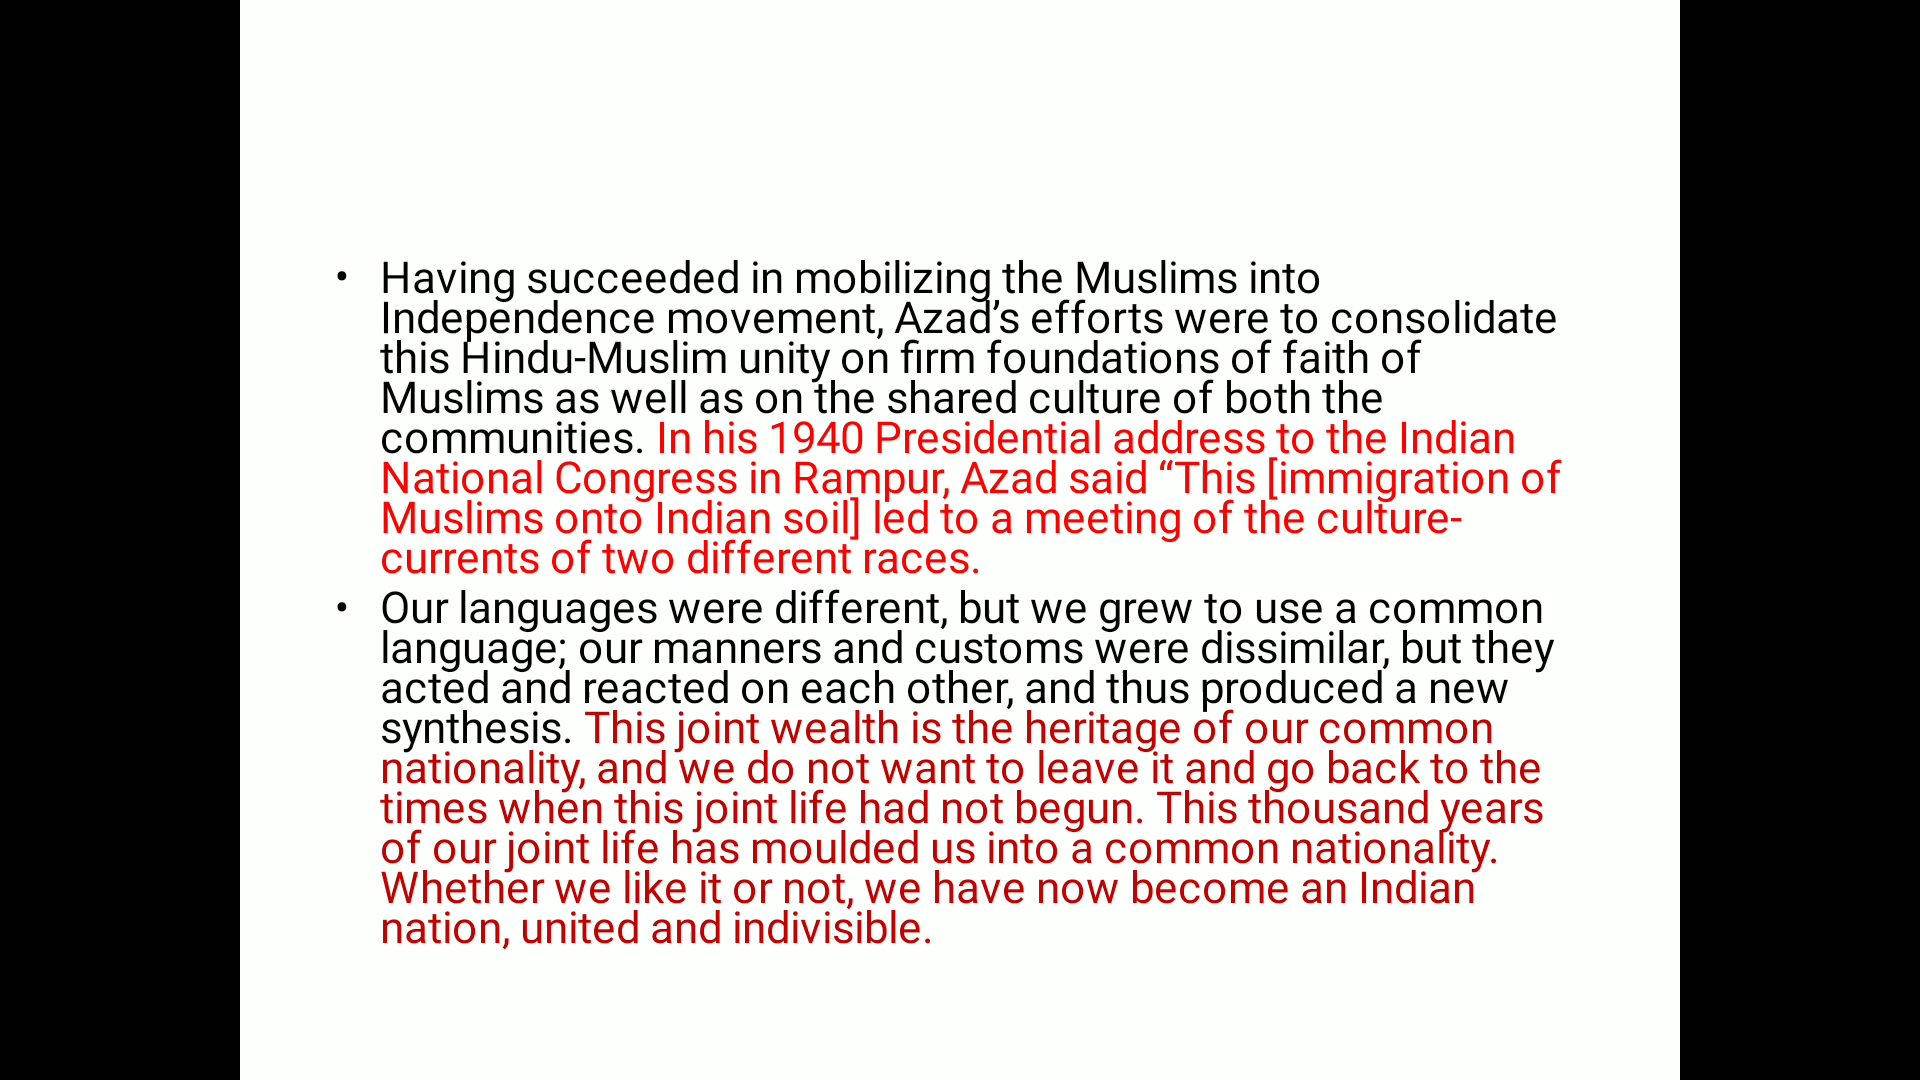 • Having succeeded in mobilizing the Muslims into
Independence movement, Azad’s efforts were to consolidate
this Hindu-Muslim unity on firm foundations of faith of
Muslims as well as on the shared culture of both the
communities. In his 1940 Presidential address to the Indian
National Congress in Rampur, Azad said “This [immigration of
Muslims onto Indian soil] led to a meeting of the culture-
currents of two different races.
• Our languages were different, but we grew to use a common
language; our manners and customs were dissimilar, but they
acted and reacted on each other, and thus produced a new
synthesis. This joint wealth is the heritage of our common
nationality, and we do not want to leave it and go back to the
times when this joint life had not begun. This thousand years
of our joint life has moulded us into a common nationality.
Whether we like it or not, we have now become an Indian
nation, united and indivisible.